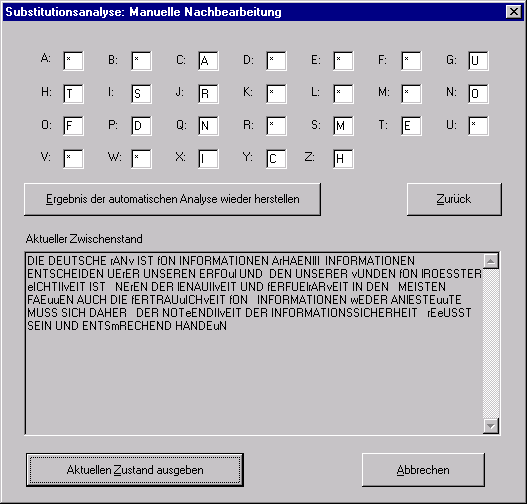 Substitutionsanalyse: Manuelle Nachbearbeitung
A: * B: * C: A D: * E: * F: * G: U
H: T I: S J: R K: * L: * M: * N: O
O: F P: D Q: N R: * S: M T: E U: *
V: * W: * X: I Y: C Z: H
Ergebnis der automatischen Analyse wieder herstellen Zurück
Aktueller Zwischenstand
DIE DEUTSCHE rANv IST fON INFORMATIONEN ArHAENIlI INFORMATIONEN
ENTSCHEIDEN UErER UNSEREN ERFOuI UND DEN UNSERER vUNDEN fON IROESSTER
eICHTIIvEIT IST NErEN DER lENAUIIvEIT UND fERFUElrARvEIT IN DEN MEISTEN
FAEuuEN AUCH DIE fERTRAUuICHvEIT fON INFORMATIONEN wEDER ANIESTEuuTE
MUSS SICH DAHER DER NOTeENDIIvEIT DER INFORMATIONSSICHERHEIT rEeUSST
SEIN UND ENTSmRECHEND HANDEuN
Aktuellen Zustand ausgeben Abbrechen